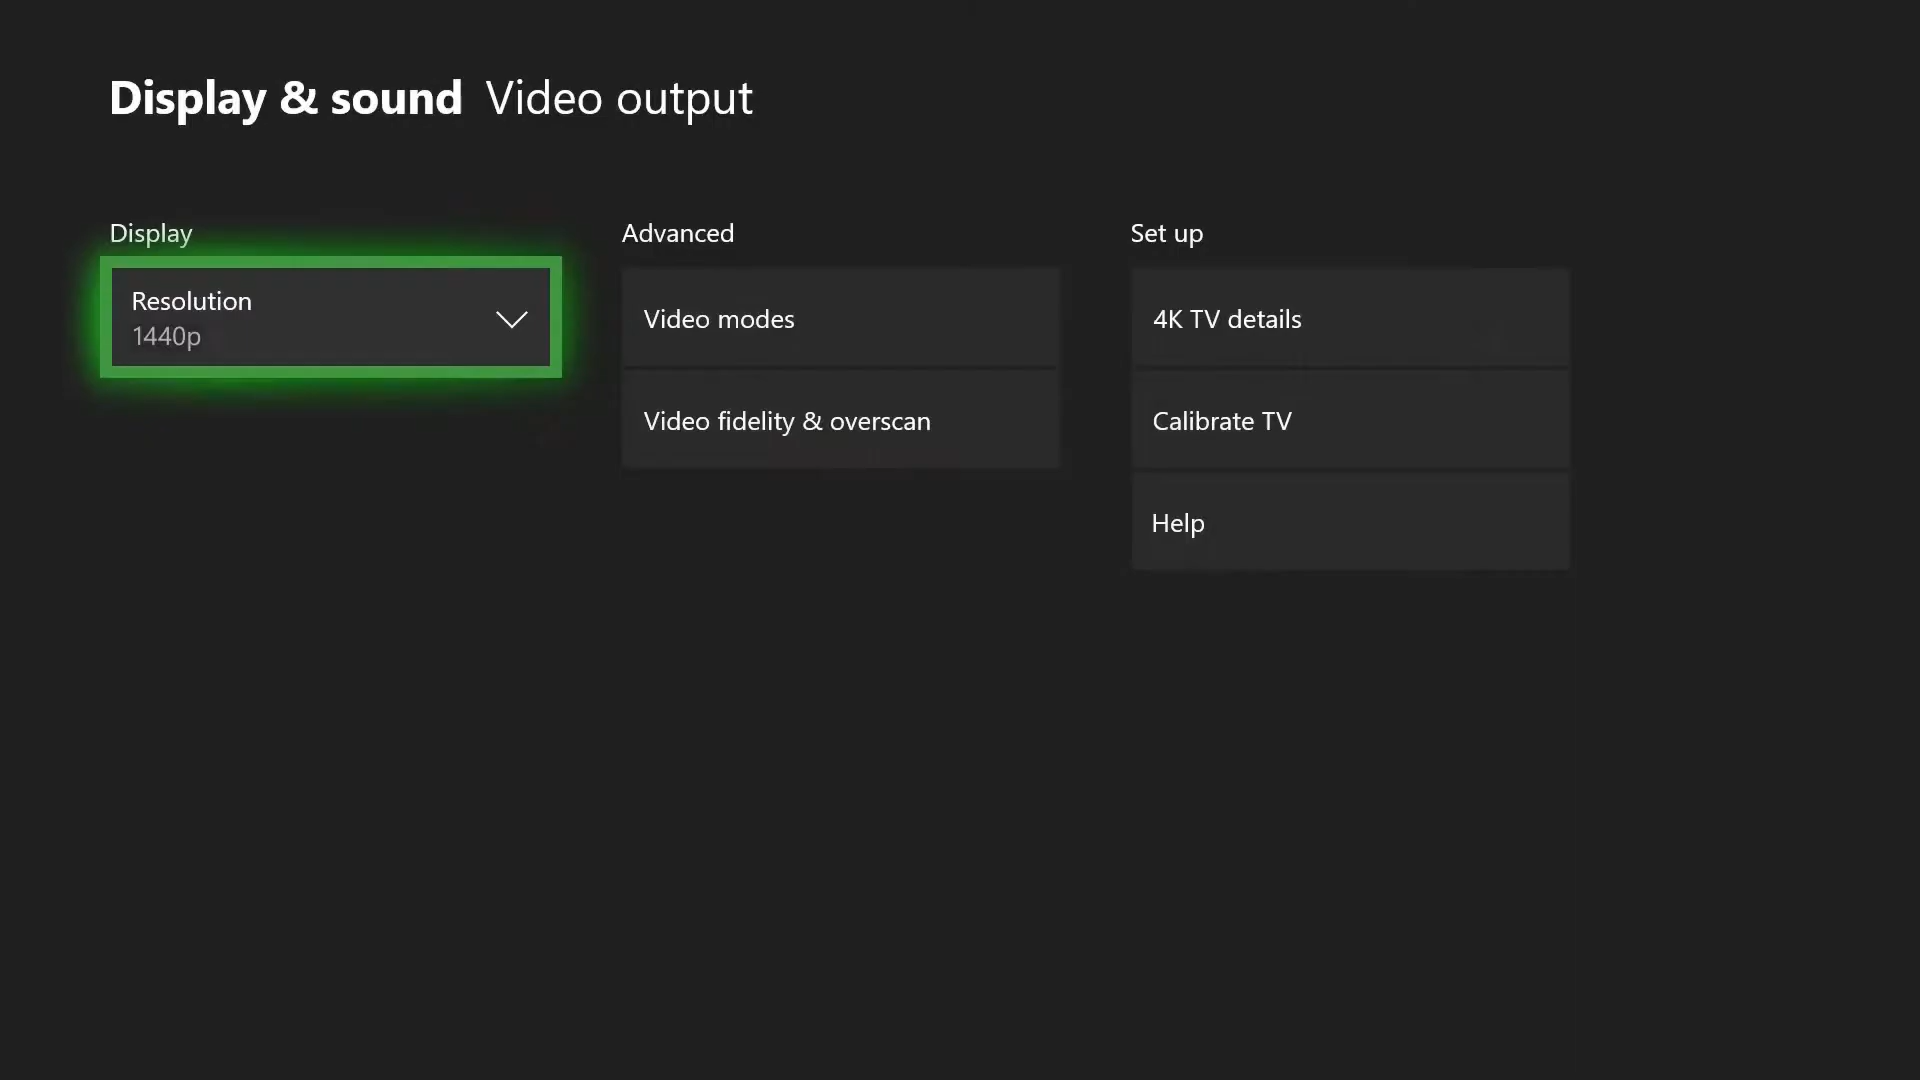 Display & sound Video output
Display
Resolution
1440p
Advanced
Video modes
Video fidelity & overscan
Set up
4K TV details
Calibrate TV
Help